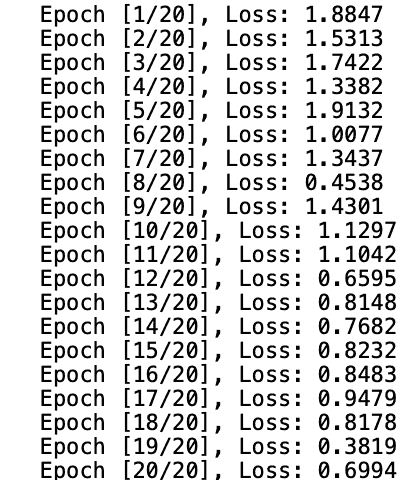 Epoch [1/20], Loss: 1.8847
Epoch [2/20], Loss: 1.5313
Epoch [3/20], Loss: 1.7422
Epoch [4/20], Loss: 1.3382
Epoch [5/20], Loss: 1.9132
Epoch [6/20], Loss: 1.0077
Epoch [7/20], Loss: 1.3437
Epoch [8/20], Loss: 0.4538
Epoch [9/20], Loss: 1.4301
Epoch [10/20], Loss: 1.1297
Epoch [11/20], Loss: 1.1042
Epoch [12/20], Loss: 0.6595
Epoch [13/20], Loss: 0.8148
Epoch [14/20], Loss: 0.7682
Epoch [15/20], Loss: 0.8232
Epoch [16/20], Loss: 0.8483
Epoch [17/20], Loss: 0.9479
Epoch [18/20], Loss: 0.8178
Epoch [19/20], Loss: 0.3819
Epoch [20/20], Loss: 0.6994